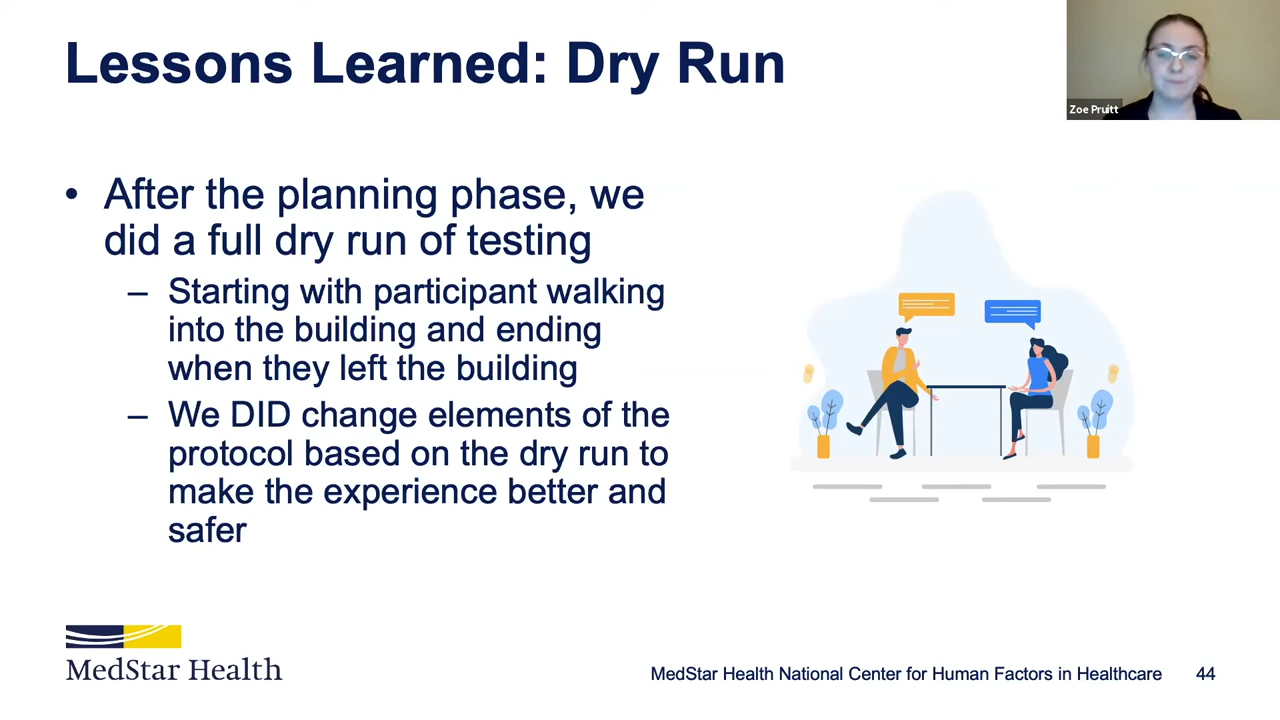 Lessons Learned: Dry Run
Zoe Pruitt
• After the planning phase, we
did a full dry run of testing
– Starting with participant walking
into the building and ending
when they left the building
– We DID change elements of the
protocol based on the dry run to
make the experience better and
safer
MedStar Health
MedStar Health National Center for Human Factors in Healthcare 44